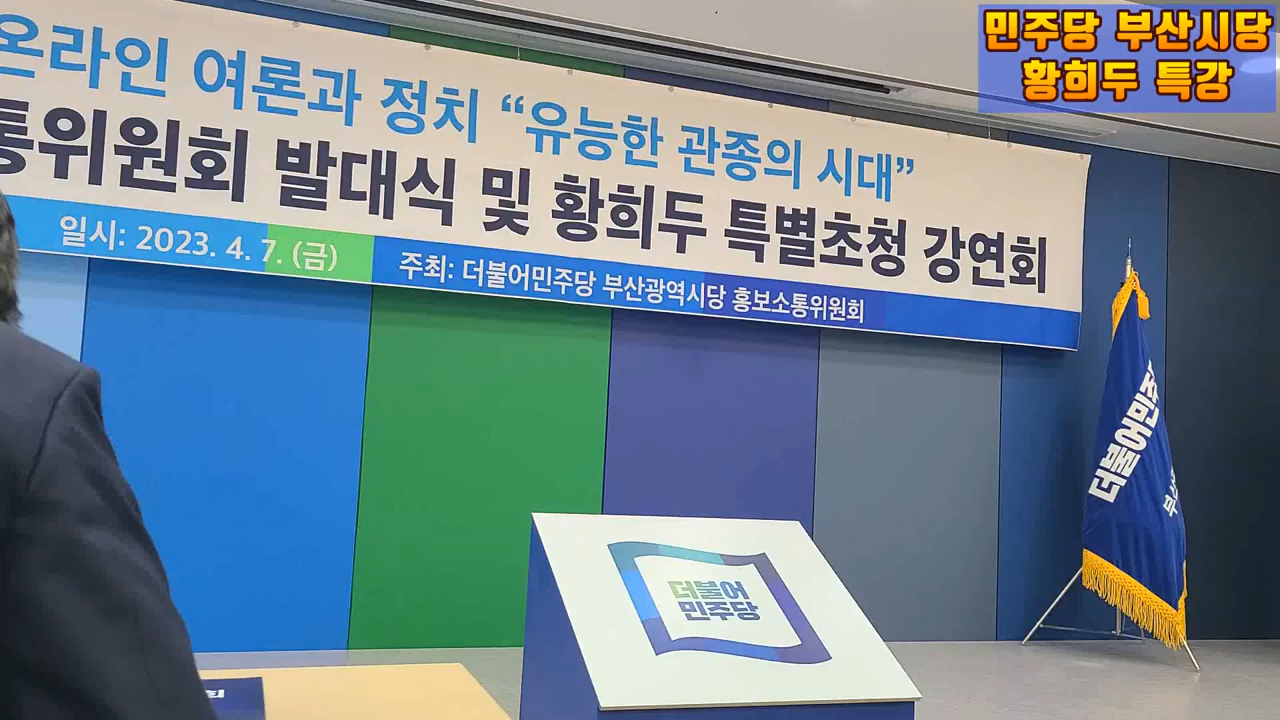 민주당 부산시당
황희두 특강
온라인 여론과 정치 “유능한 관종의 시대”
통위원회 발대식 및 황희두 특별초청 강연회
일시: 2023. 4. 7. (금)
주최: 더불어민주당 부산광역시당 홍보소통위원회
더불어민주
부산
더불어
민주당
회